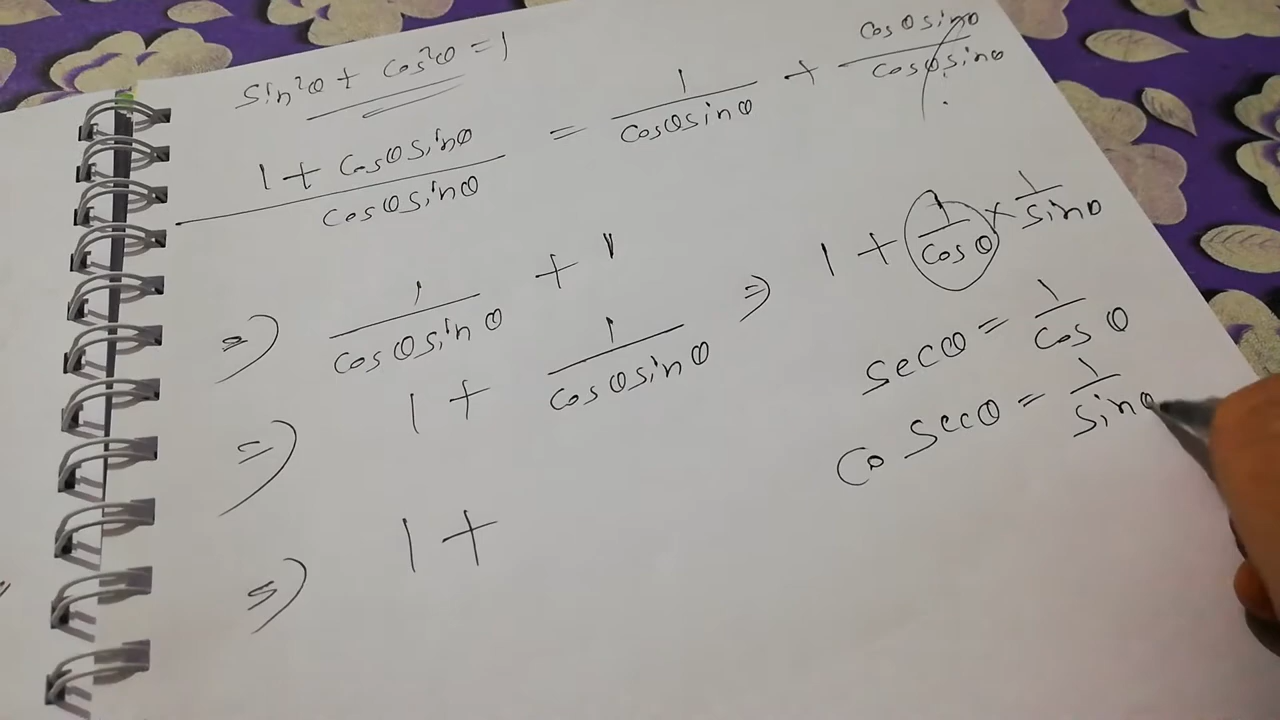 sin²θ + cos²θ = 1
1 + cosθ sinθ / cosθ sinθ = 1 / cosθ sinθ + cosθ sinθ / cosθ sinθ
⇒ 1 / cosθ sinθ + 1
⇒ 1 + 1 / cosθ sinθ ⇒ 1 + 1 / cosθ × 1 / sinθ
secθ = 1 / cosθ
cosecθ = 1 / sinθ
⇒ 1 +